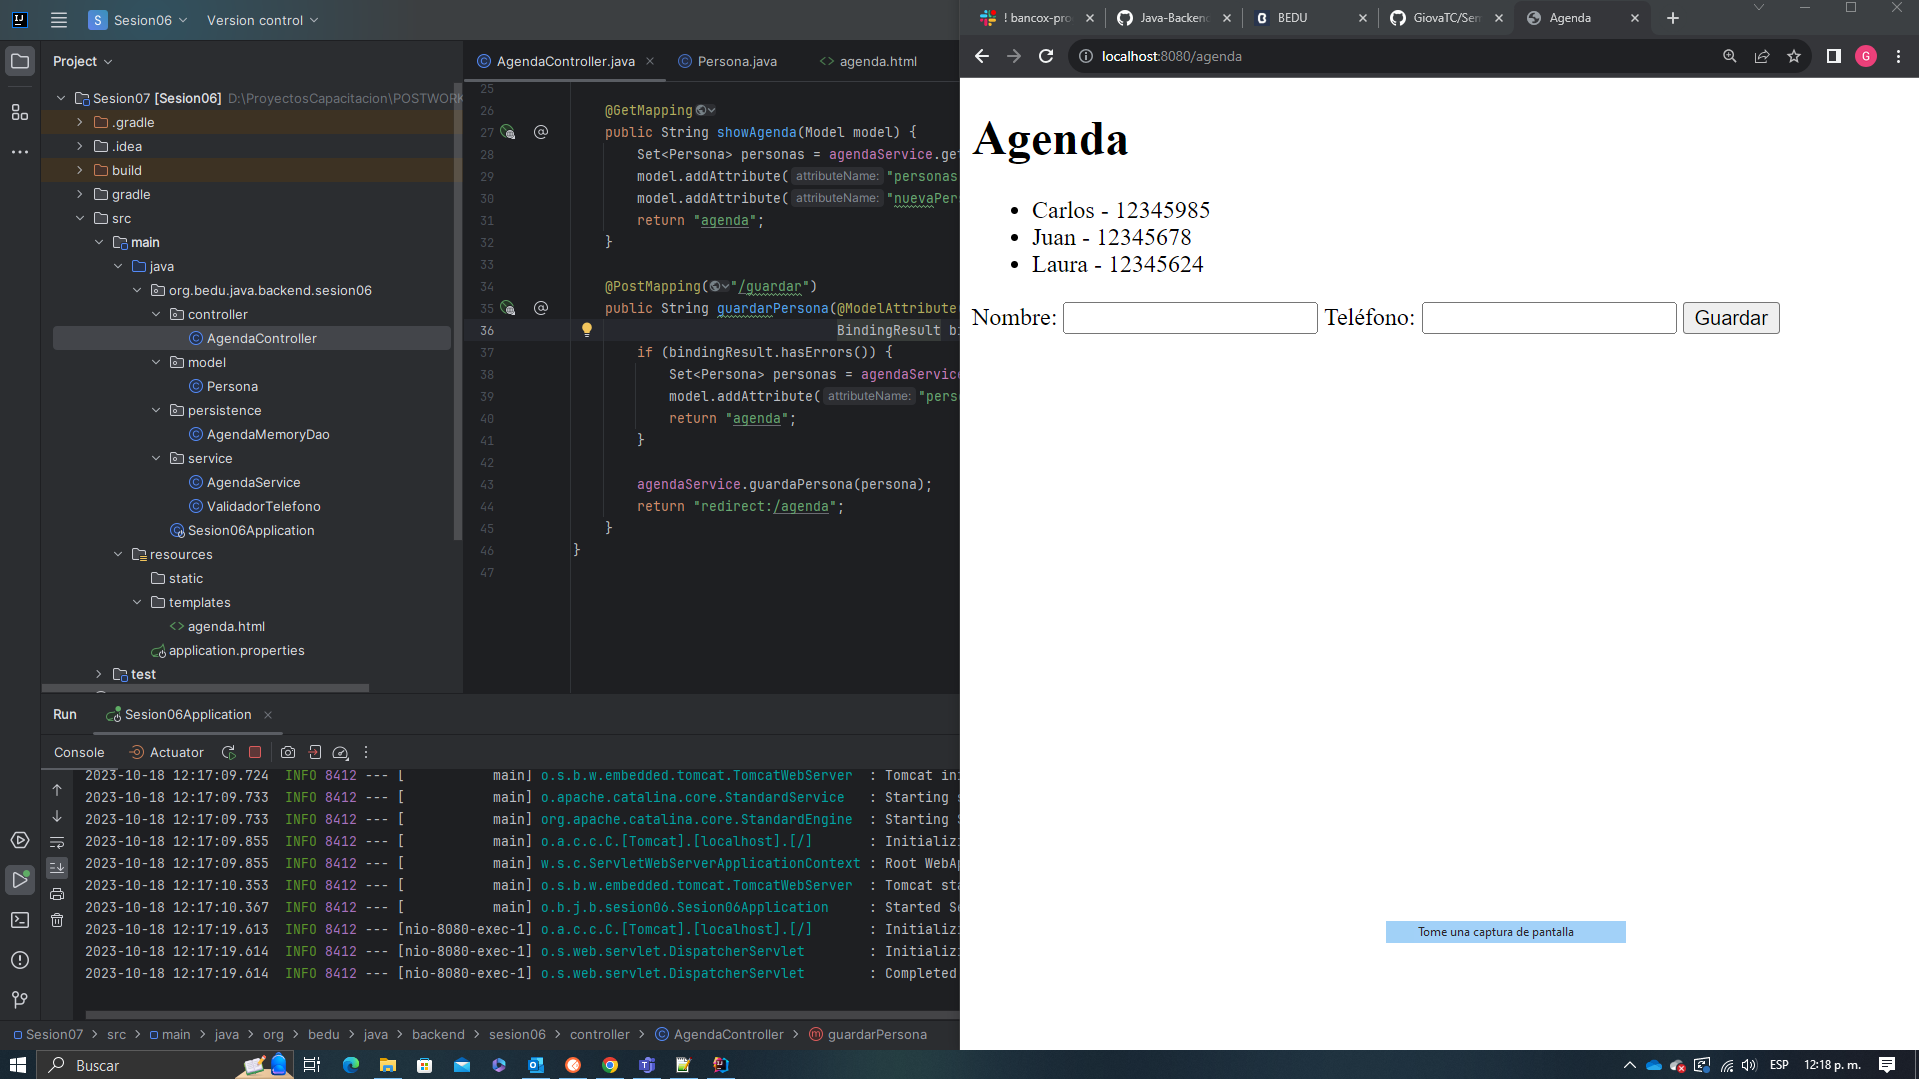 Sesion06
Version control
Project
Sesion07 [Sesion06] D:\ProyectosCapacitacion\POSTWORK
.gradle
.idea
build
gradle
src
main
java
org.bedu.java.backend.sesion06
controller
AgendaController
model
Persona
persistence
AgendaMemoryDao
service
AgendaService
ValidadorTelefono
Sesion06Application
resources
static
templates
agenda.html
application.properties
test
AgendaController.java
Persona.java
agenda.html
25
26 @GetMapping
27 public String showAgenda(Model model) {
28 Set<Persona> personas = agendaService.get
29 model.addAttribute( attributeName: "personas
30 model.addAttribute( attributeName: "nuevaPers
31 return "agenda";
32 }
33
34 @PostMapping("/guardar")
35 public String guardarPersona(@ModelAttribute(
36 BindingResult bi
37 if (bindingResult.hasErrors()) {
38 Set<Persona> personas = agendaService
39 model.addAttribute( attributeName: "perso
40 return "agenda";
41 }
42
43 agendaService.guardaPersona(persona);
44 return "redirect:/agenda";
45 }
46 }
47
Run Sesion06Application
Console Actuator
2023-10-18 12:17:09.724 INFO 8412 --- [ main] o.s.b.w.embedded.tomcat.TomcatWebServer : Tomcat ini
2023-10-18 12:17:09.733 INFO 8412 --- [ main] o.apache.catalina.core.StandardService : Starting s
2023-10-18 12:17:09.733 INFO 8412 --- [ main] org.apache.catalina.core.StandardEngine : Starting S
2023-10-18 12:17:09.855 INFO 8412 --- [ main] o.a.c.c.C.[Tomcat].[localhost].[/] : Initializi
2023-10-18 12:17:09.855 INFO 8412 --- [ main] w.s.c.ServletWebServerApplicationContext : Root WebAp
2023-10-18 12:17:10.353 INFO 8412 --- [ main] o.s.b.w.embedded.tomcat.TomcatWebServer : Tomcat sta
2023-10-18 12:17:10.367 INFO 8412 --- [ main] o.b.j.b.sesion06.Sesion06Application : Started Se
2023-10-18 12:17:19.613 INFO 8412 --- [nio-8080-exec-1] o.a.c.c.C.[Tomcat].[localhost].[/] : Initializi
2023-10-18 12:17:19.614 INFO 8412 --- [nio-8080-exec-1] o.s.web.servlet.DispatcherServlet : Initializi
2023-10-18 12:17:19.614 INFO 8412 --- [nio-8080-exec-1] o.s.web.servlet.DispatcherServlet : Completed
Sesion07 > src > main > java > org > bedu > java > backend > sesion06 > controller > AgendaController > guardarPersona
! bancox-pro
Java-Backend
BEDU
GiovaTC/Sem
Agenda
localhost:8080/agenda
G
Agenda
• Carlos - 12345985
• Juan - 12345678
• Laura - 12345624
Nombre: Teléfono: Guardar
Tome una captura de pantalla
Buscar
ESP
12:18 p. m.